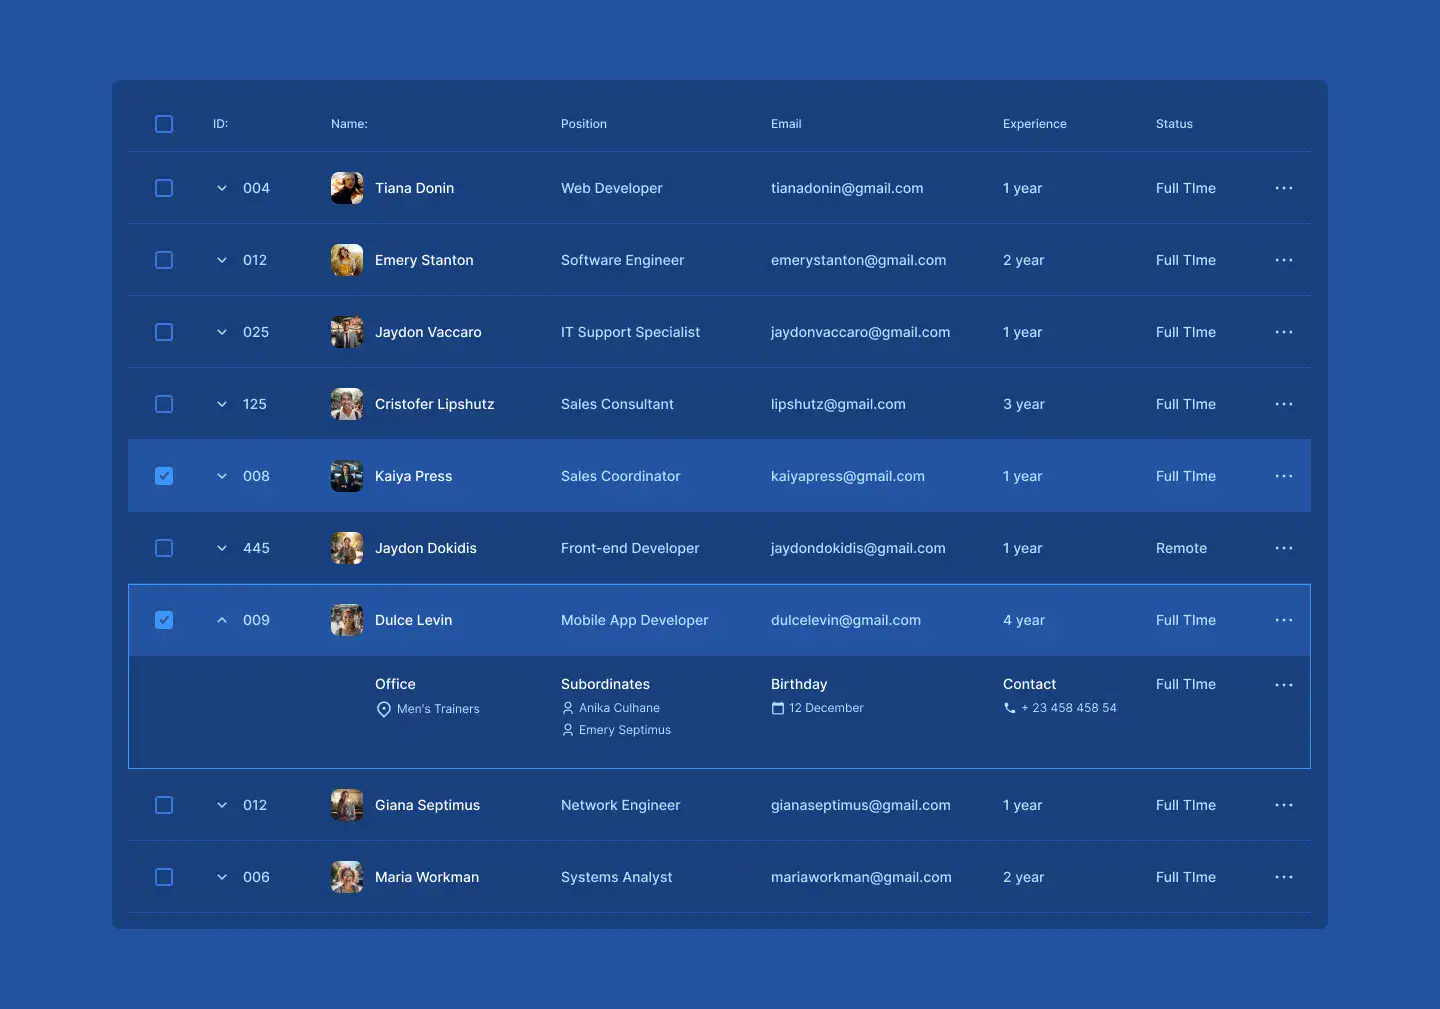 ID: Name: Position Email Experience Status
004 Tiana Donin Web Developer tianadonin@gmail.com 1 year Full TIme
012 Emery Stanton Software Engineer emerystanton@gmail.com 2 year Full TIme
025 Jaydon Vaccaro IT Support Specialist jaydonvaccaro@gmail.com 1 year Full TIme
125 Cristofer Lipshutz Sales Consultant lipshutz@gmail.com 3 year Full TIme
008 Kaiya Press Sales Coordinator kaiyapress@gmail.com 1 year Full TIme
445 Jaydon Dokidis Front-end Developer jaydondokidis@gmail.com 1 year Remote
009 Dulce Levin Mobile App Developer dulcelevin@gmail.com 4 year Full TIme
Office Subordinates Birthday Contact Full TIme
Men's Trainers Anika Culhane 12 December + 23 458 458 54
Emery Septimus
012 Giana Septimus Network Engineer gianaseptimus@gmail.com 1 year Full TIme
006 Maria Workman Systems Analyst mariaworkman@gmail.com 2 year Full TIme